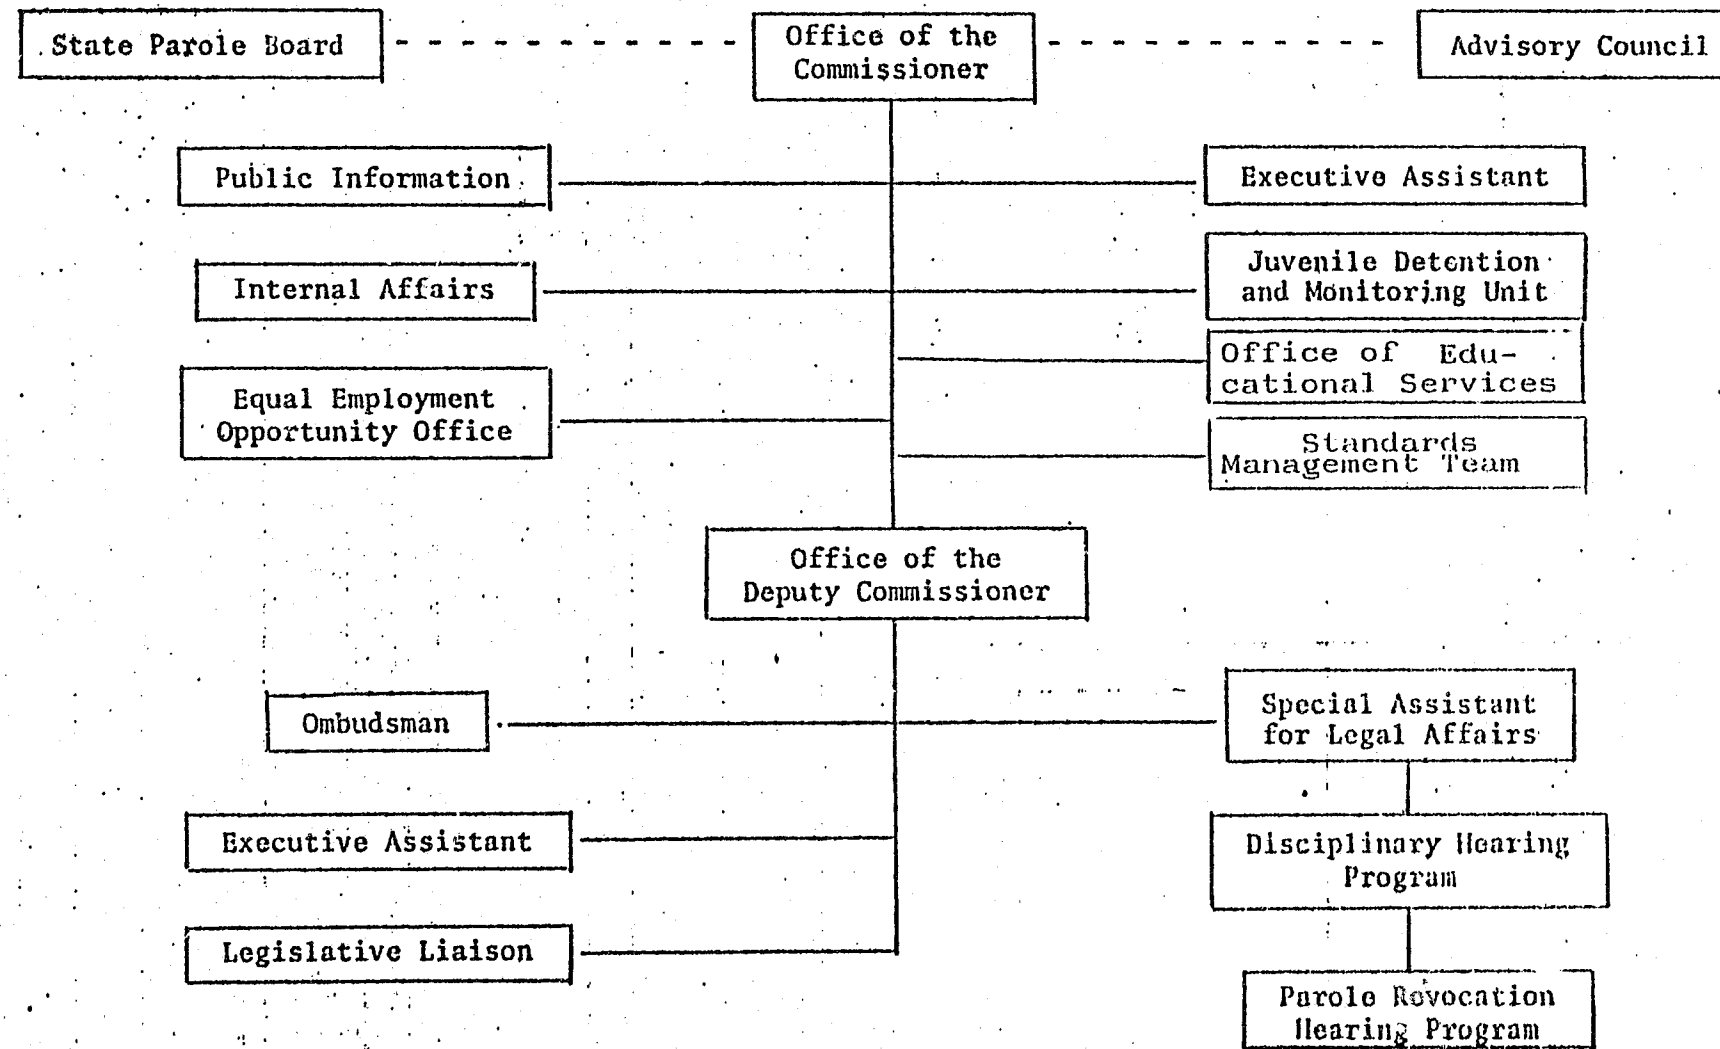 State Parole Board
Office of the
Commissioner
Advisory Council
Public Information
Executive Assistant
Internal Affairs
Juvenile Detention
and Monitoring Unit
Office of Edu-
cational Services
Equal Employment
Opportunity Office
Standards
Management Team
Office of the
Deputy Commissioner
Ombudsman
Special Assistant
for Legal Affairs
Executive Assistant
Disciplinary Hearing
Program
Legislative Liaison
Parole Revocation
Hearing Program